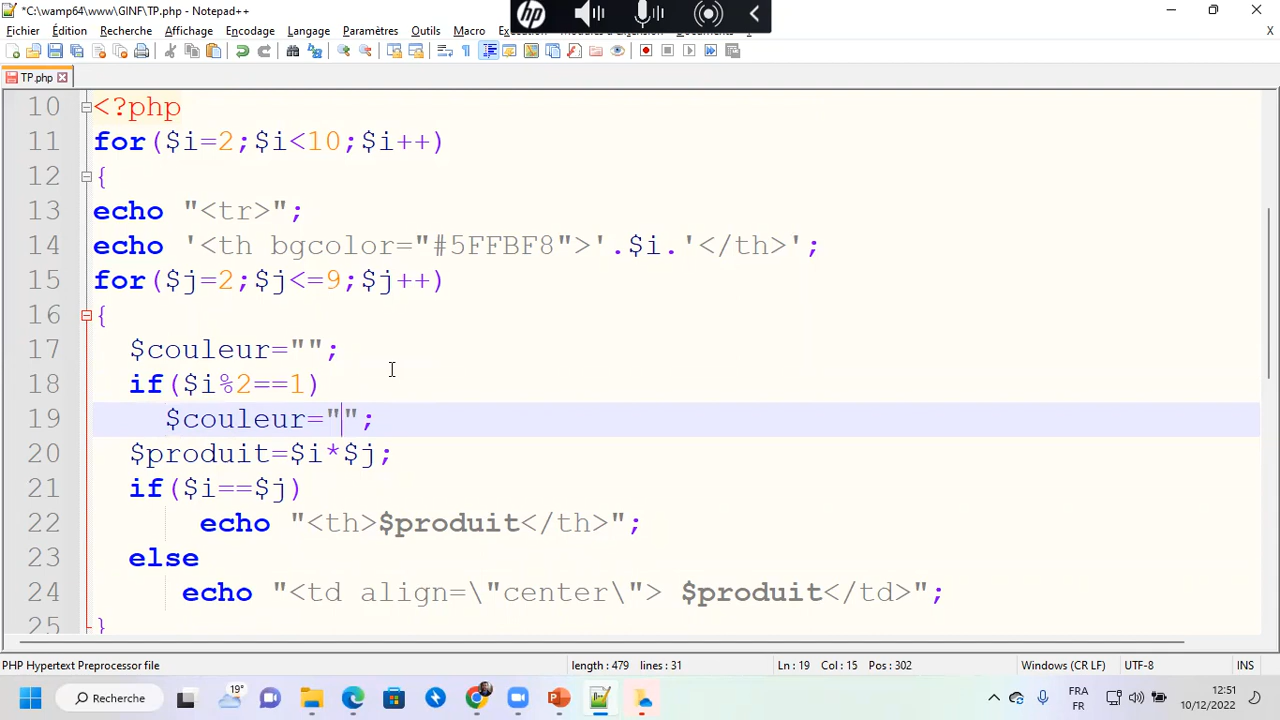 *C:\wamp64\www\GINF\TP.php - Notepad++
hp
Fichier Édition Recherche Affichage Encodage Langage Paramètres Outils Macro
X
TP.php
10 <?php
11 for($i=2;$i<10;$i++)
12 {
13 echo "<tr>";
14 echo '<th bgcolor="#5FFBF8">'.$i.'</th>';
15 for($j=2;$j<=9;$j++)
16 {
17 $couleur="";
18 if($i%2==1)
19 $couleur="";
20 $produit=$i*$j;
21 if($i==$j)
22 echo "<th>$produit</th>";
23 else
24 echo "<td align=\"center\"> $produit</td>";
25 }
PHP Hypertext Preprocessor file length : 479 lines : 31 Ln : 19 Col : 15 Pos : 302 Windows (CR LF) UTF-8 INS
Recherche 19° FRA FR 12:51 10/12/2022